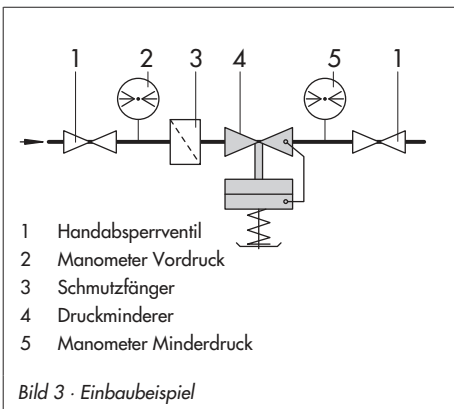 1 2 3 4 5 1
1 Handabsperrventil
2 Manometer Vordruck
3 Schmutzfänger
4 Druckminderer
5 Manometer Minderdruck
Bild 3 · Einbaubeispiel